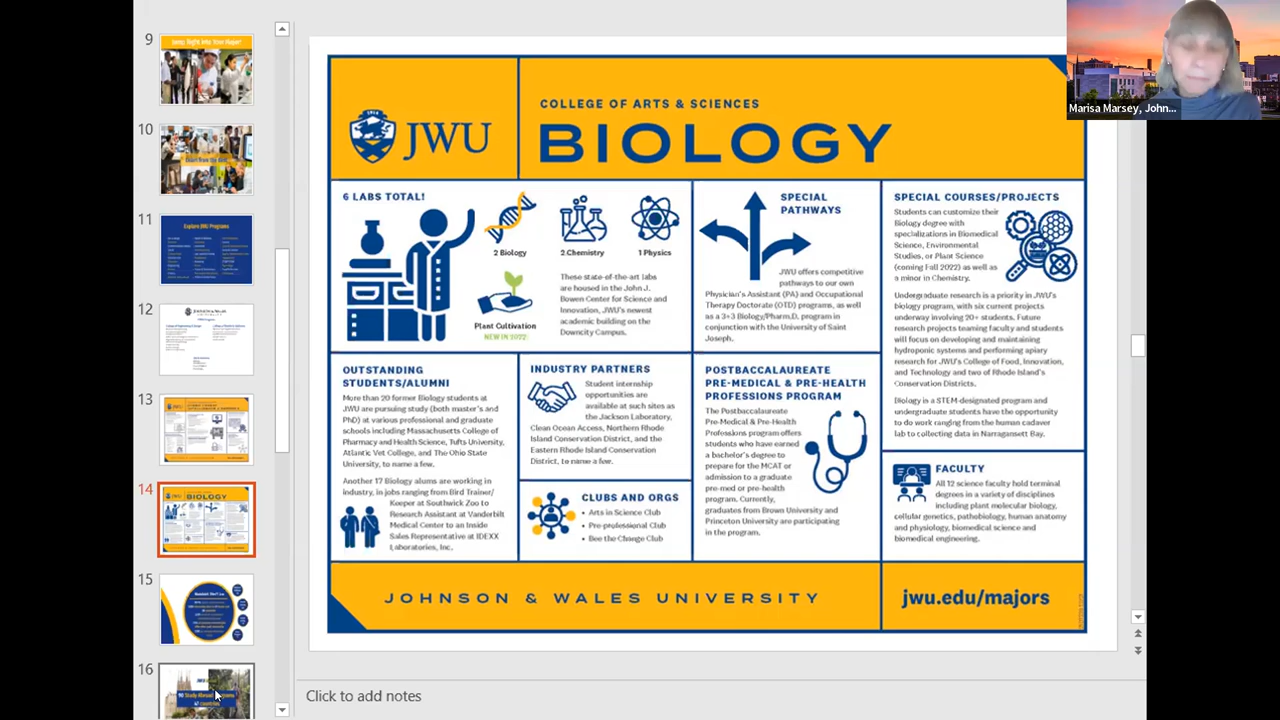 9
Jump Right Into Your Major!
10
11
Explore JWU Programs
12
13
14
BIOLOGY
15
16
JWU
COLLEGE OF ARTS & SCIENCES
BIOLOGY
6 LABS TOTAL!
2 Biology
2 Chemistry
1 Physics
Plant Cultivation
NEW IN 2022!
These state-of-the-art labs
are housed in the John J.
Bowen Center for Science and
Innovation, JWU's newest
academic building on the
Downcity Campus.
SPECIAL
PATHWAYS
JWU offers competitive
pathways to our own
Physician's Assistant (PA) and Occupational
Therapy Doctorate (OTD) programs, as well
as a 3+3 Biology/Pharm.D. program in
conjunction with the University of Saint
Joseph.
SPECIAL COURSES/PROJECTS
Students can customize their
Biology degree with
specializations in Biomedical
Science, Environmental
Studies, or Plant Science
(coming Fall 2022) as well as
a minor in Chemistry.
Undergraduate research is a priority in JWU's
biology program, with six current projects
underway involving 20+ students. Future
research projects teaming faculty and students
will focus on developing and maintaining
hydroponic systems and performing apiary
research for JWU's College of Food, Innovation,
and Technology and two of Rhode Island's
Conservation Districts.
Biology is a STEM-designated program and
undergraduate students have the opportunity
to do work ranging from the human cadaver
lab to collecting data in Narragansett Bay.
OUTSTANDING
STUDENTS/ALUMNI
More than 20 former Biology students at
JWU are pursuing study (both master's and
PhD) at various professional and graduate
schools including Massachusetts College of
Pharmacy and Health Science, Tufts University,
Atlantic Vet College, and The Ohio State
University, to name a few.
Another 17 Biology alums are working in
industry, in jobs ranging from Bird Trainer/
Keeper at Southwick Zoo to
Research Assistant at Vanderbilt
Medical Center to an Inside
Sales Representative at IDEXX
Laboratories, Inc.
INDUSTRY PARTNERS
Student internship
opportunities are
available at such sites as
the Jackson Laboratory,
Clean Ocean Access, Northern Rhode
Island Conservation District, and the
Eastern Rhode Island Conservation
District, to name a few.
CLUBS AND ORGS
• Arts in Science Club
• Pre-professional Club
• Bee the Change Club
POSTBACCALAUREATE
PRE-MEDICAL & PRE-HEALTH
PROFESSIONS PROGRAM
The Postbaccalaureate
Pre-Medical & Pre-Health
Professions program offers
students who have earned
a bachelor's degree to
prepare for the MCAT or
admission to a graduate
pre-med or pre-health
program. Currently,
graduates from Brown University and
Princeton University are participating
in the program.
FACULTY
All 12 science faculty hold terminal
degrees in a variety of disciplines
including plant molecular biology,
cellular genetics, pathobiology, human anatomy
and physiology, biomedical science and
biomedical engineering.
JOHNSON & WALES UNIVERSITY
jwu.edu/majors
Click to add notes
Marisa Marsey, John...